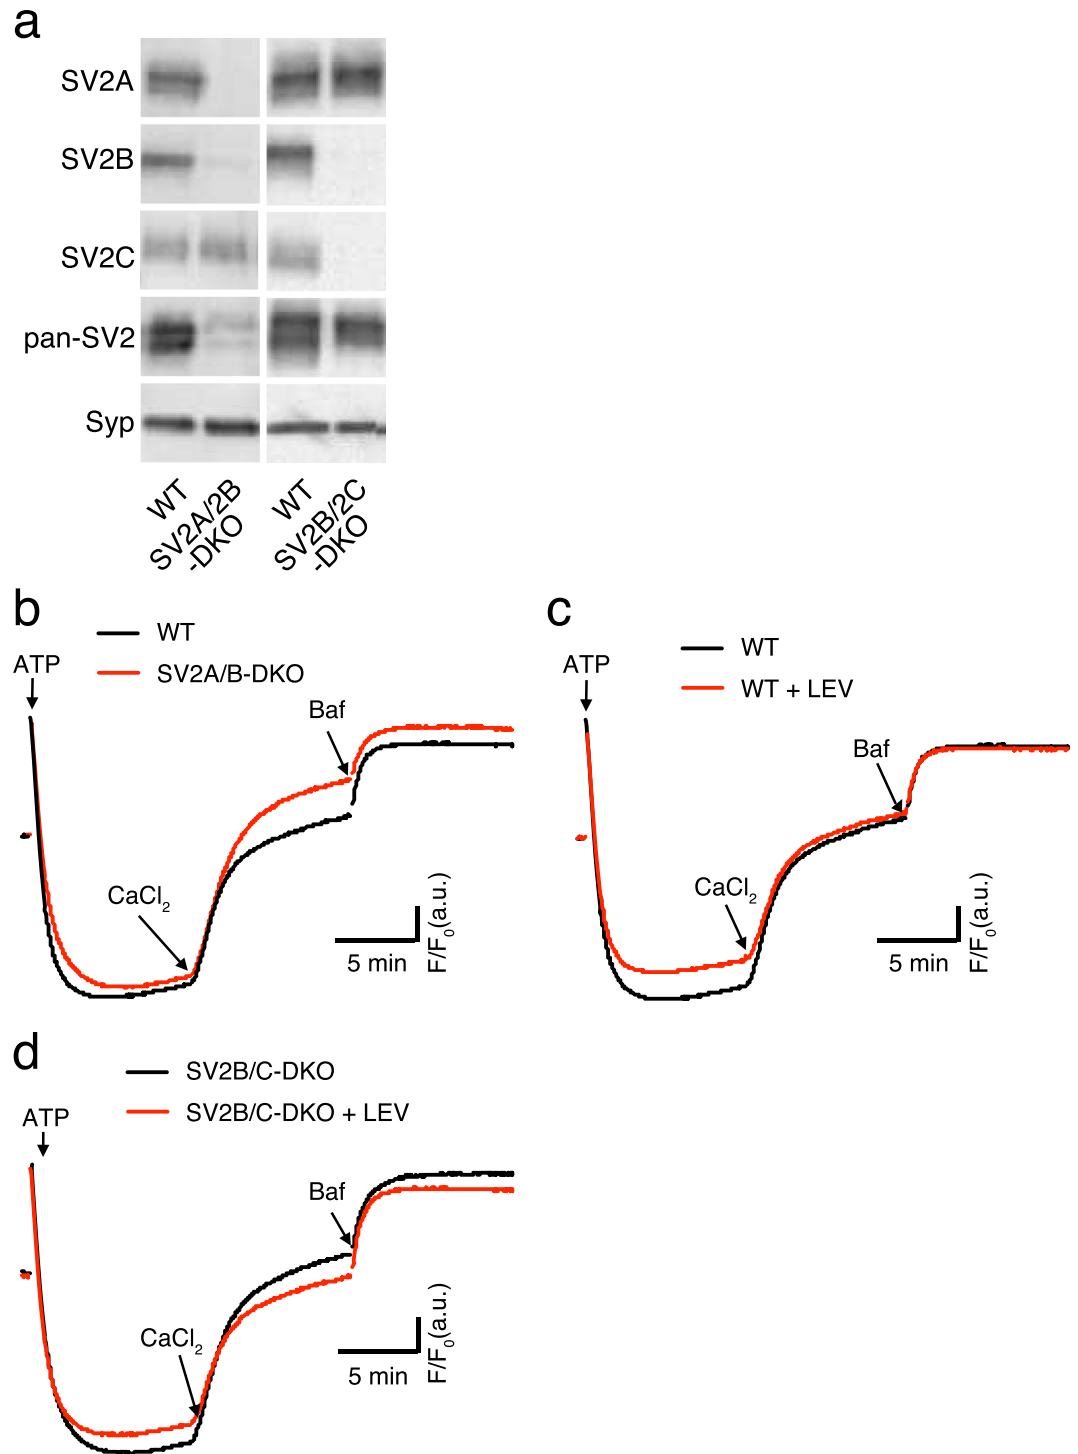 a
SV2A
SV2B
SV2C
pan-SV2
Syp
WT
SV2A/2B
-DKO
WT
SV2B/2C
-DKO
b
WT
SV2A/B-DKO
ATP
Baf
CaCl2
5 min
F/F0(a.u.)
c
WT
WT + LEV
ATP
Baf
CaCl2
5 min
F/F0(a.u.)
d
SV2B/C-DKO
SV2B/C-DKO + LEV
ATP
Baf
CaCl2
5 min
F/F0(a.u.)